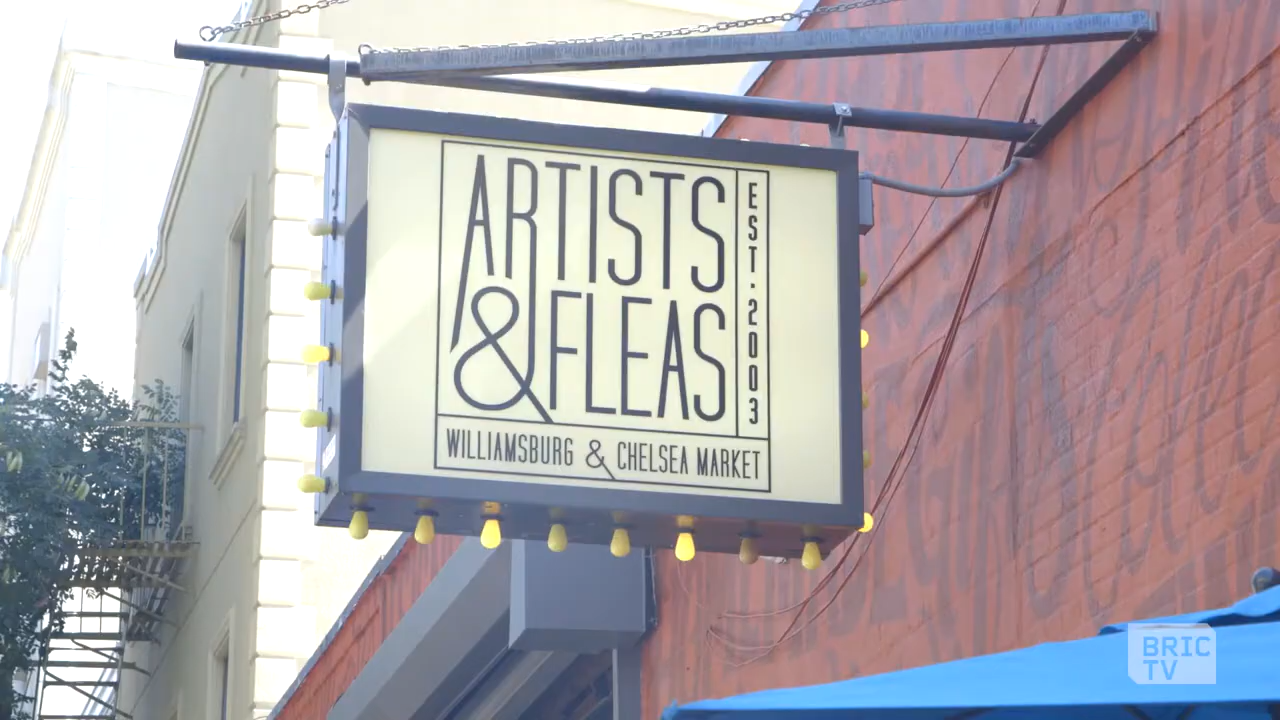 ARTISTS
& FLEAS
EST·2003
WILLIAMSBURG & CHELSEA MARKET
BRIC
TV